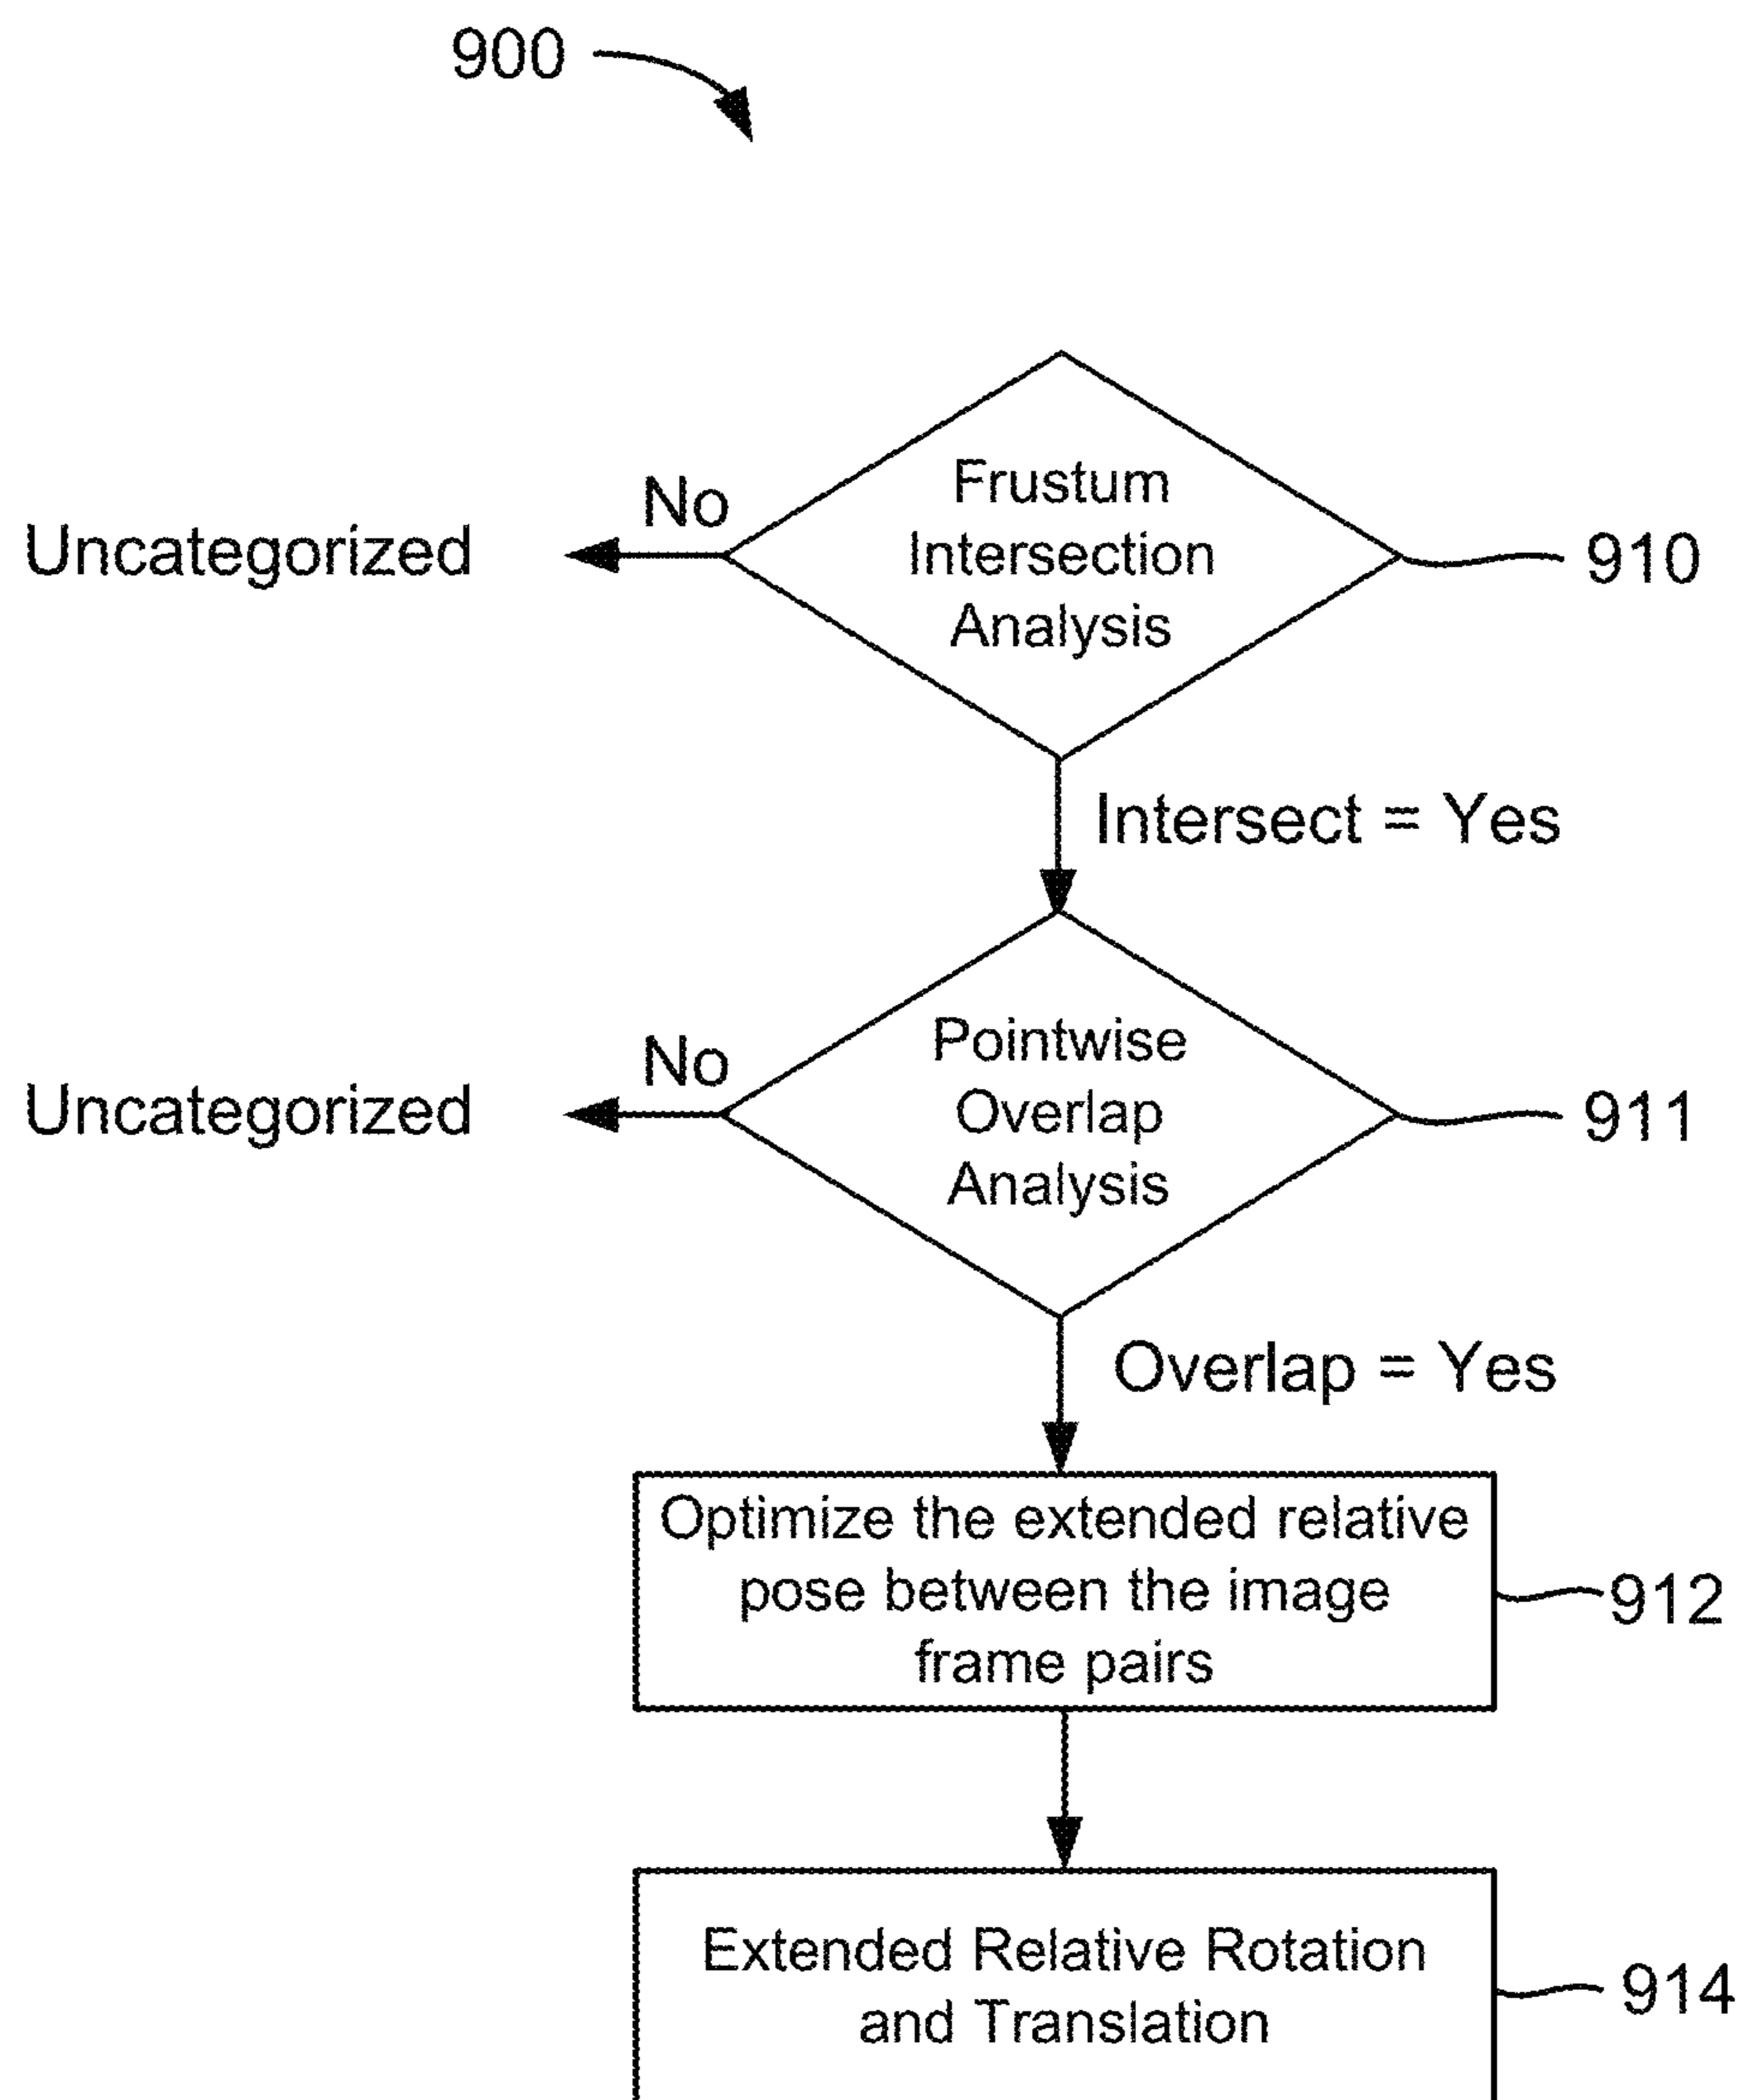 900
Frustum
Intersection
Analysis
No
Uncategorized
910
Intersect = Yes
Pointwise
Overlap
Analysis
No
Uncategorized
911
Overlap = Yes
Optimize the extended relative
pose between the image
frame pairs
912
Extended Relative Rotation
and Translation
914